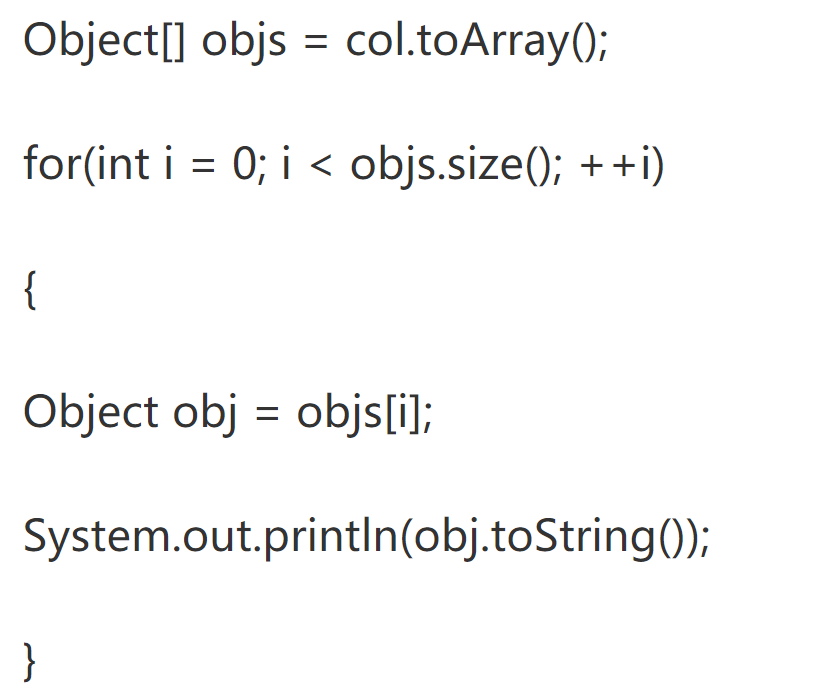 Object[] objs = col.toArray();
for(int i = 0; i < objs.size(); ++i)
{
Object obj = objs[i];
System.out.println(obj.toString());
}